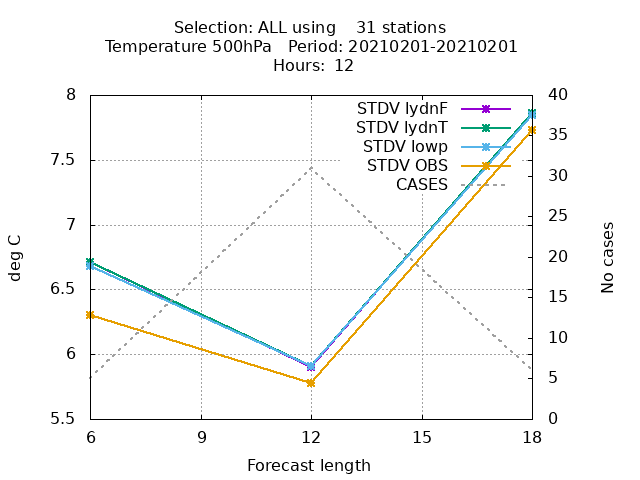 Selection: ALL using    31 stations
Temperature 500hPa   Period: 20210201-20210201
Hours: 12
8
7.5
7
6.5
6
5.5
deg C
STDV lydnF
STDV lydnT
STDV lowp
STDV OBS
CASES
40
35
30
25
20
15
10
5
0
No cases
6
9
12
15
18
Forecast length